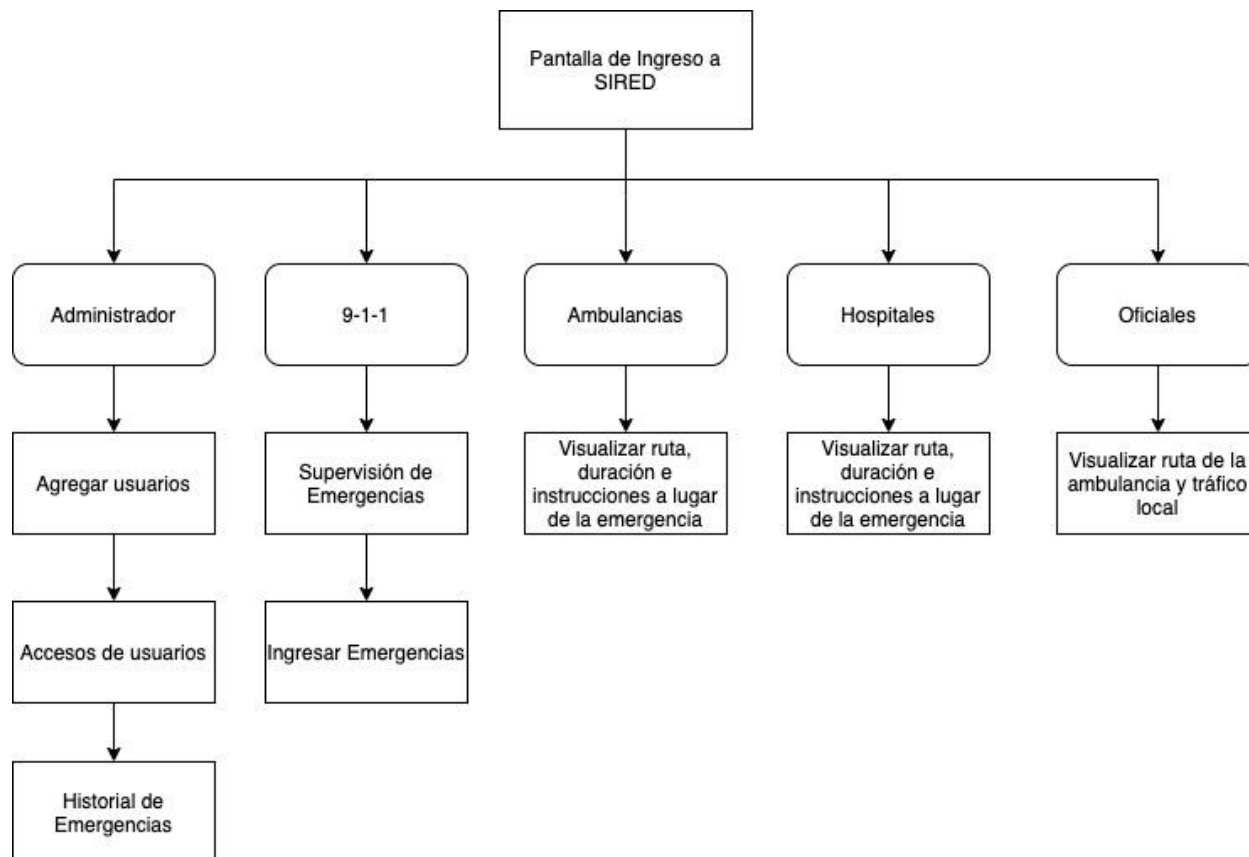 Pantalla de Ingreso a
SIRED
Administrador
9-1-1
Ambulancias
Hospitales
Oficiales
Agregar usuarios
Supervisión de
Emergencias
Visualizar ruta,
duración e
instrucciones a lugar
de la emergencia
Visualizar ruta,
duración e
instrucciones a lugar
de la emergencia
Visualizar ruta de la
ambulancia y tráfico
local
Accesos de usuarios
Ingresar Emergencias
Historial de
Emergencias